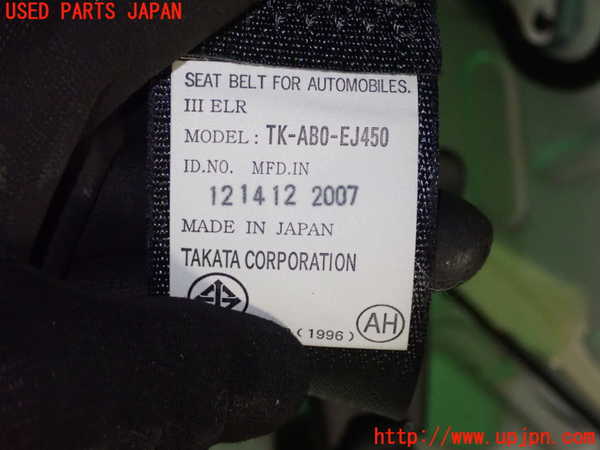 USED PARTS JAPAN
SEAT BELT FOR AUTOMOBILES.
III ELR
MODEL: TK-AB0-EJ450
ID.NO. MFD.IN
121412 2007
MADE IN JAPAN
TAKATA CORPORATION
(1996) AH
http://www.upjpn.com/